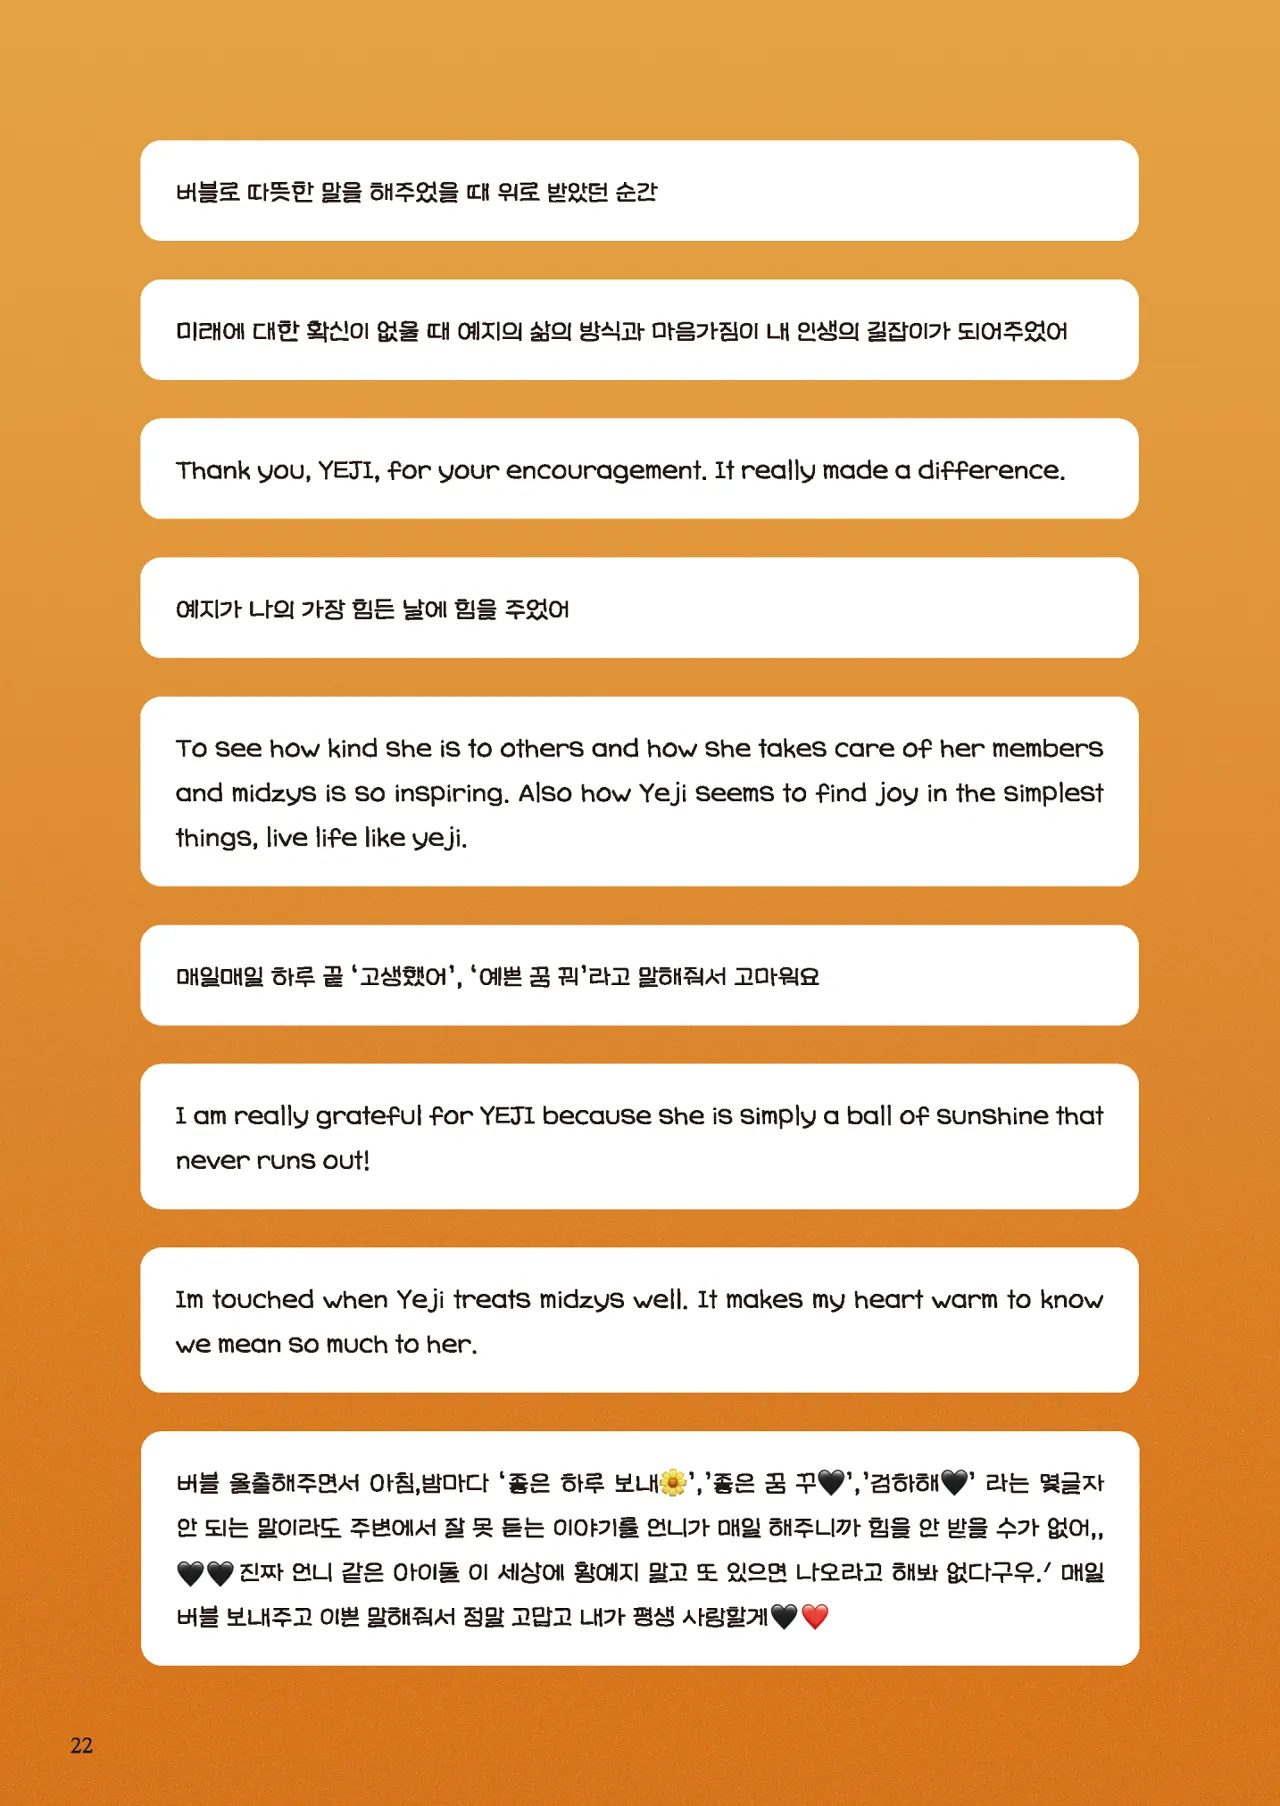 버블로 따뜻한 말을 해주었을 때 위로 받았던 순간
미래에 대한 확신이 없을 때 예지의 삶의 방식과 마음가짐이 내 인생의 길잡이가 되어주었어
Thank you, YEJI, for your encouragement. It really made a difference.
예지가 나의 가장 힘든 날에 힘을 주었어
To see how kind she is to others and how she takes care of her members
and midzys is so inspiring. Also how Yeji seems to find joy in the simplest
things, live life like yeji.
매일매일 하루 끝 ‘고생했어’, ‘예쁜 꿈 꿔’라고 말해줘서 고마워요
I am really grateful for YEJI because she is simply a ball of sunshine that
never runs out!
Im touched when Yeji treats midzys well. It makes my heart warm to know
we mean so much to her.
버블 올출해주면서 아침,밤마다 ‘좋은 하루 보내🌼’,’좋은 꿈 꾸🖤’,’검하해🖤’ 라는 몇글자
안 되는 말이라도 주변에서 잘 못 듣는 이야기를 언니가 매일 해주니까 힘을 안 받을 수가 없어,,
🖤🖤진짜 언니 같은 아이돌 이 세상에 황예지 말고 또 있으면 나오라고 해봐 없다구우.ᐟ 매일
버블 보내주고 이쁜 말해줘서 정말 고맙고 내가 평생 사랑할게🖤❤️
22